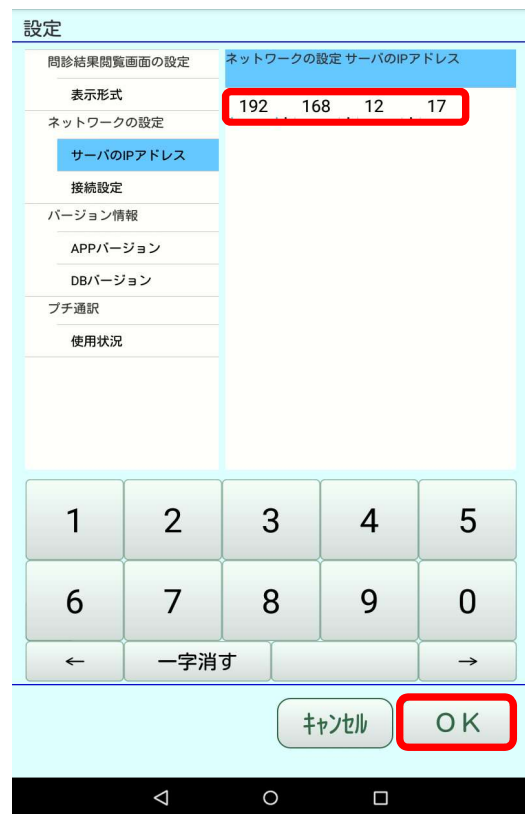 設定
問診結果閲覧画面の設定
表示形式
ネットワークの設定
サーバのIPアドレス
接続設定
バージョン情報
APPバージョン
DBバージョン
プチ通訳
使用状況
ネットワークの設定 サーバのIPアドレス
192 . 168 . 12 . 17
1 2 3 4 5
6 7 8 9 0
← 一字消す →
キャンセル OK